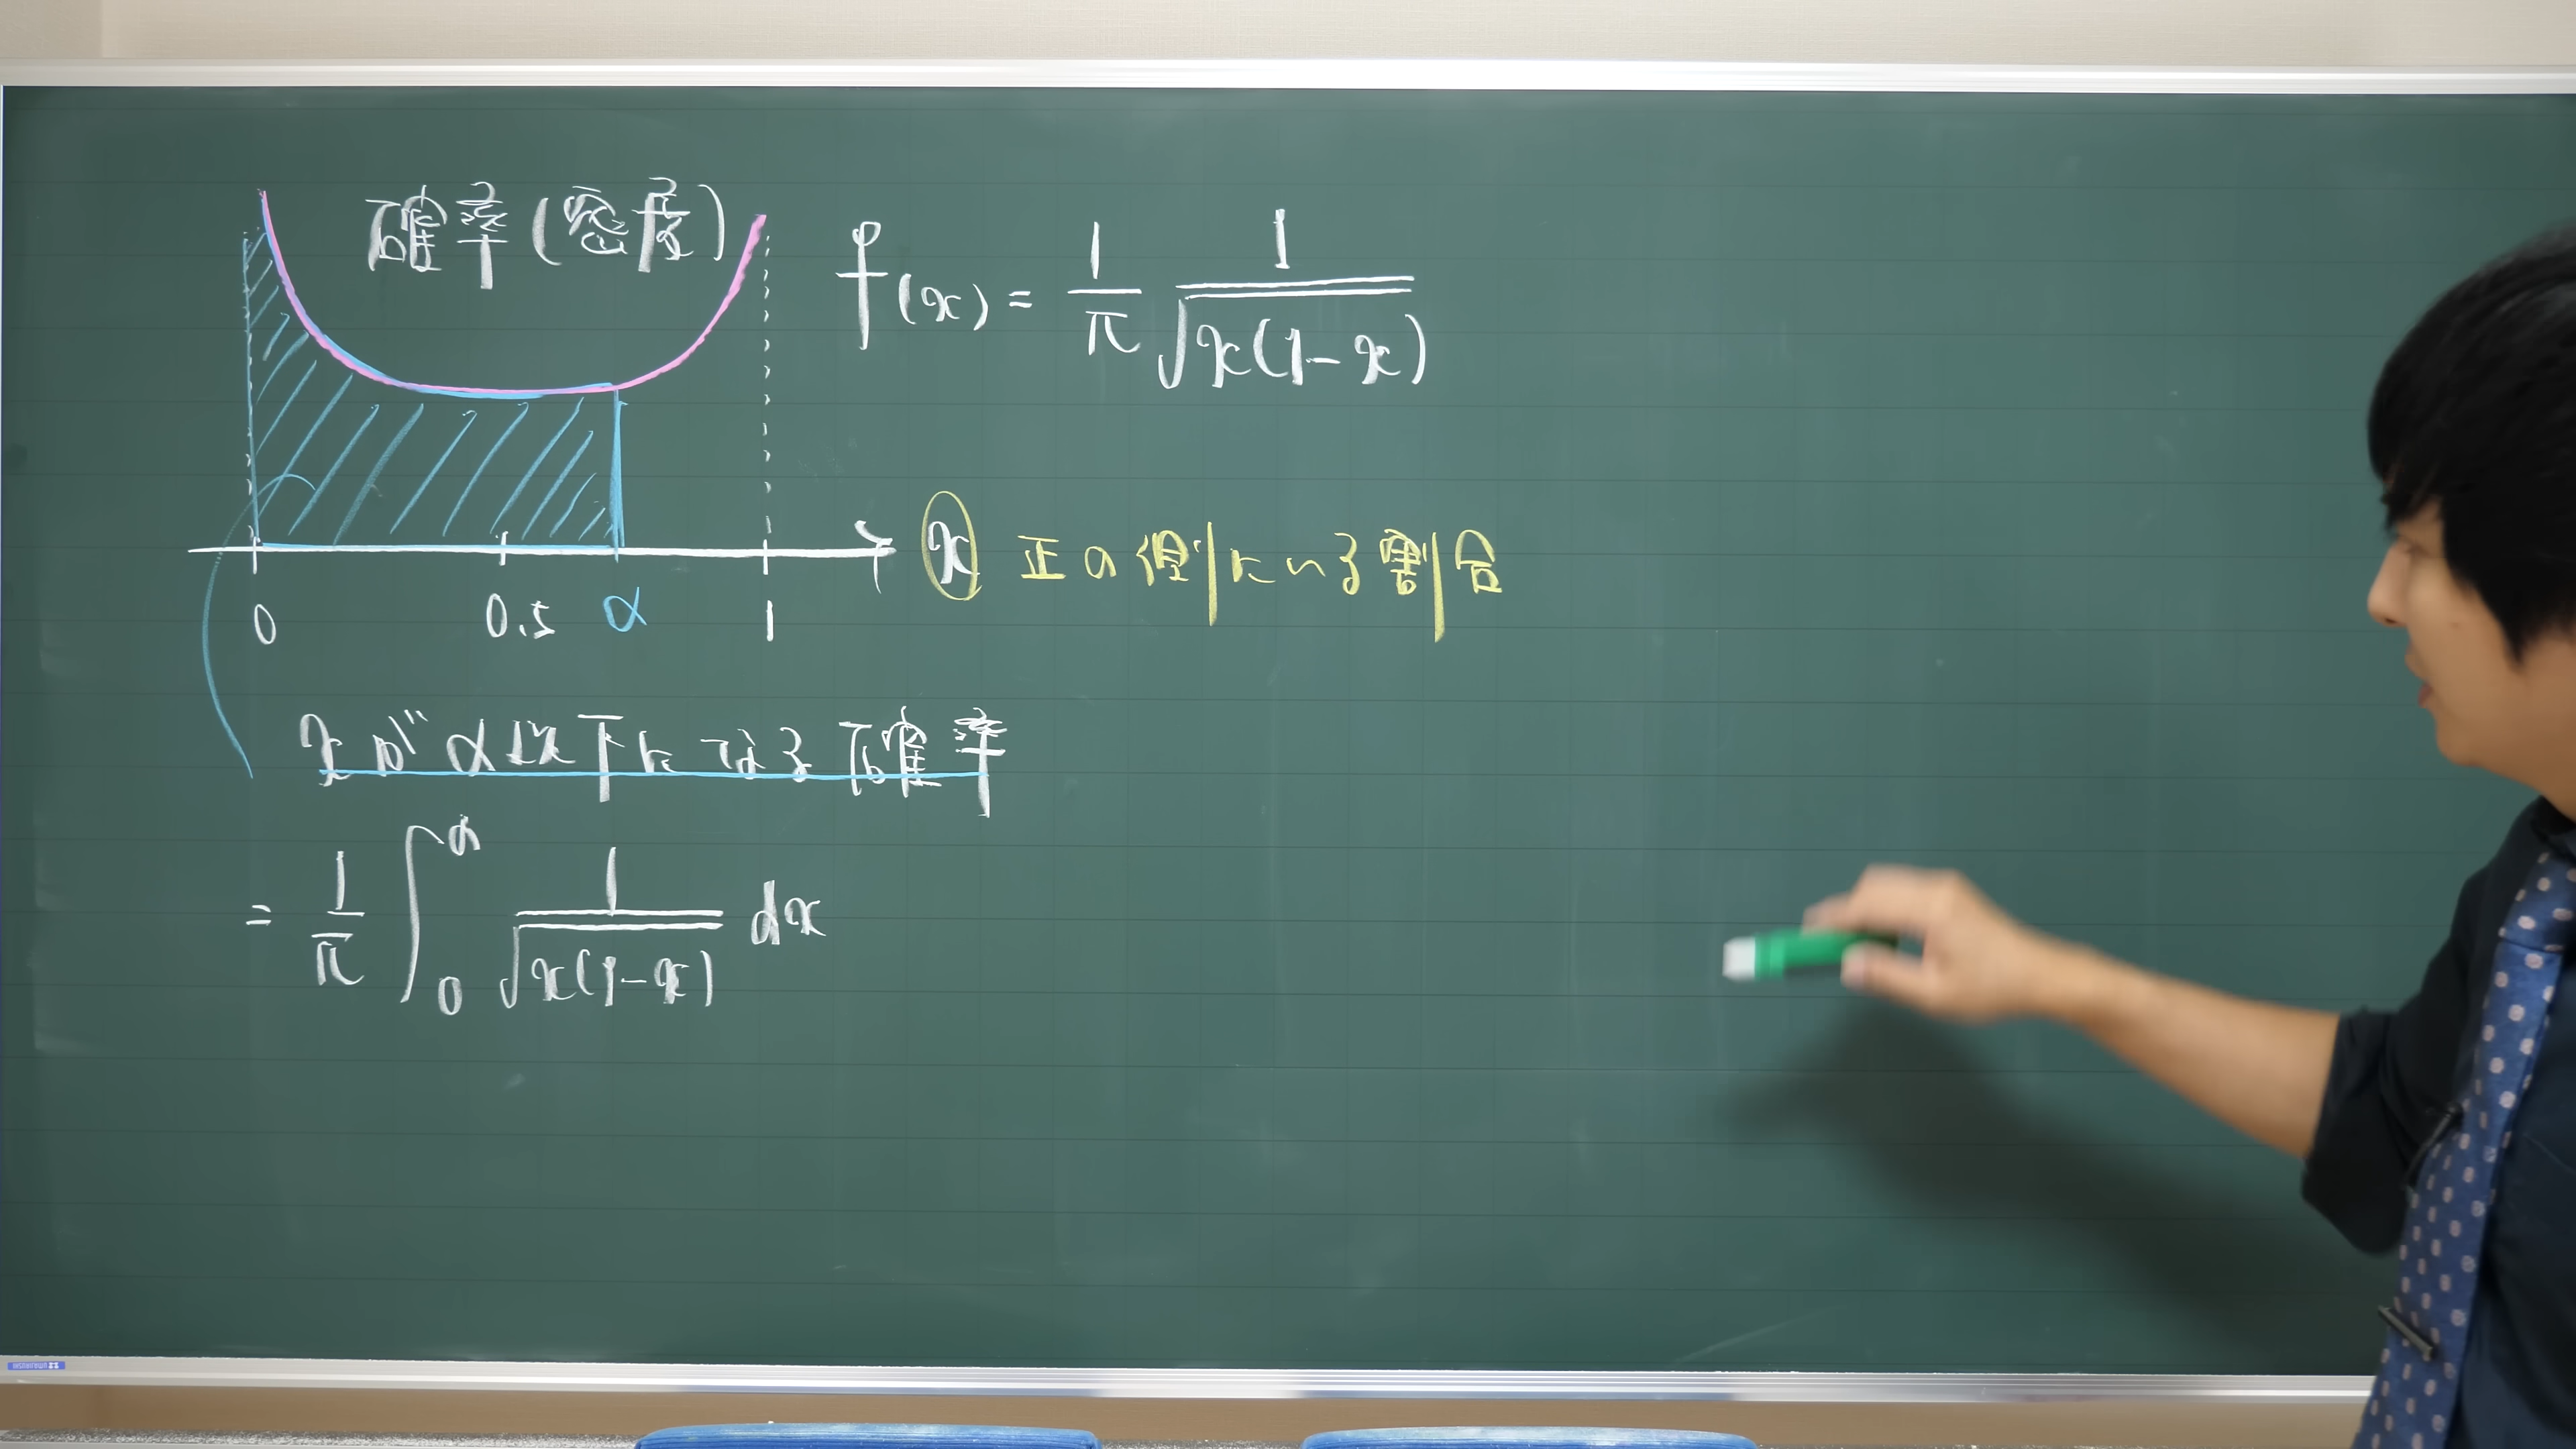 確率(密度)
f(x) = 1/π 1/√x(1-x)
x 正の側にいる割合
0 0.5 α 1
xがα以下になる確率
= 1/π ∫₀^α 1/√x(1-x) dx